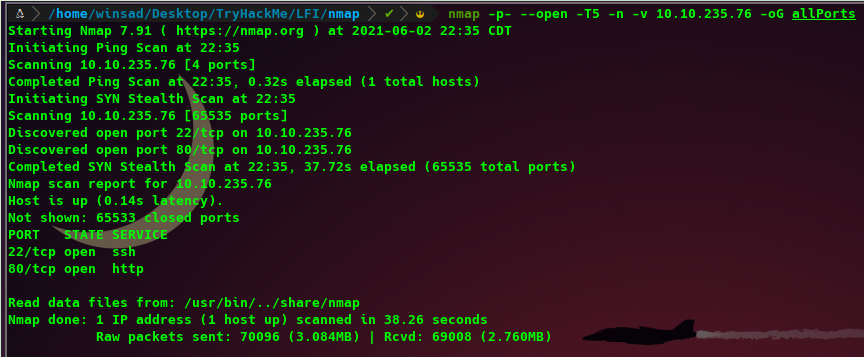 /home/winsad/Desktop/TryHackMe/LFI/nmap ✔ nmap -p- --open -T5 -n -v 10.10.235.76 -oG allPorts
Starting Nmap 7.91 ( https://nmap.org ) at 2021-06-02 22:35 CDT
Initiating Ping Scan at 22:35
Scanning 10.10.235.76 [4 ports]
Completed Ping Scan at 22:35, 0.32s elapsed (1 total hosts)
Initiating SYN Stealth Scan at 22:35
Scanning 10.10.235.76 [65535 ports]
Discovered open port 22/tcp on 10.10.235.76
Discovered open port 80/tcp on 10.10.235.76
Completed SYN Stealth Scan at 22:35, 37.72s elapsed (65535 total ports)
Nmap scan report for 10.10.235.76
Host is up (0.14s latency).
Not shown: 65533 closed ports
PORT   STATE SERVICE
22/tcp open  ssh
80/tcp open  http
Read data files from: /usr/bin/../share/nmap
Nmap done: 1 IP address (1 host up) scanned in 38.26 seconds
Raw packets sent: 70096 (3.084MB) | Rcvd: 69008 (2.760MB)